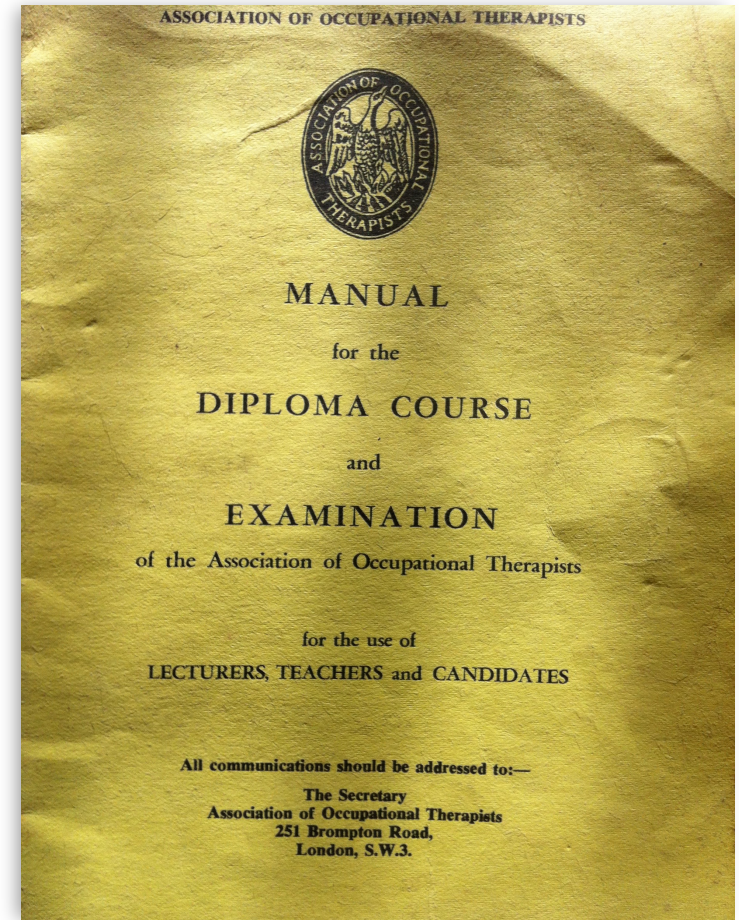 ASSOCIATION OF OCCUPATIONAL THERAPISTS
ASSOCIATION OF OCCUPATIONAL THERAPISTS
MANUAL
for the
DIPLOMA COURSE
and
EXAMINATION
of the Association of Occupational Therapists
for the use of
LECTURERS, TEACHERS and CANDIDATES
All communications should be addressed to:—
The Secretary
Association of Occupational Therapists
251 Brompton Road,
London, S.W.3.